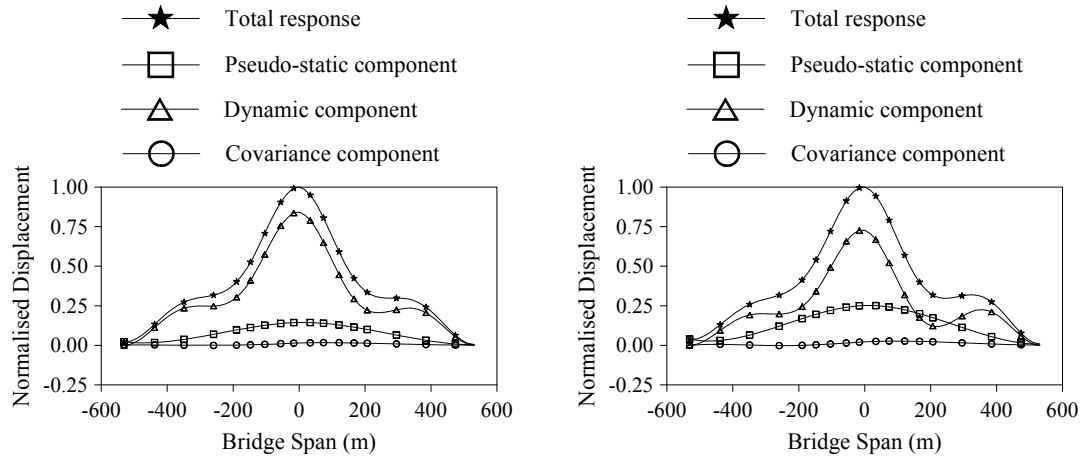 Total response
Pseudo-static component
Dynamic component
Covariance component
Normalised Displacement
1.00
0.75
0.50
0.25
0.00
-0.25
-600 -400 -200 0 200 400 600
Bridge Span (m)
Total response
Pseudo-static component
Dynamic component
Covariance component
Normalised Displacement
1.00
0.75
0.50
0.25
0.00
-0.25
-600 -400 -200 0 200 400 600
Bridge Span (m)